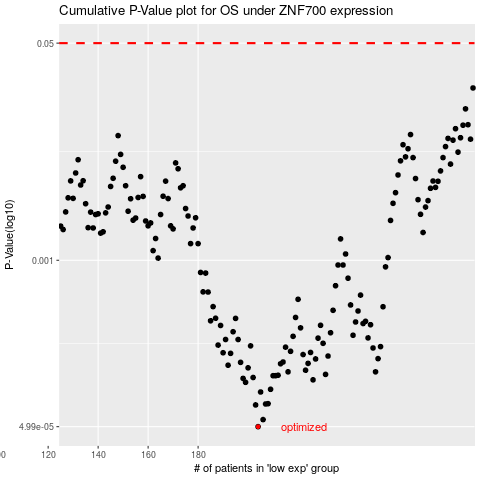 Cumulative P-Value plot for OS under ZNF700 expression
0.05
P-Value(log10)
0.001
4.99e-05
optimized
00 120 140 160 180
# of patients in 'low exp' group